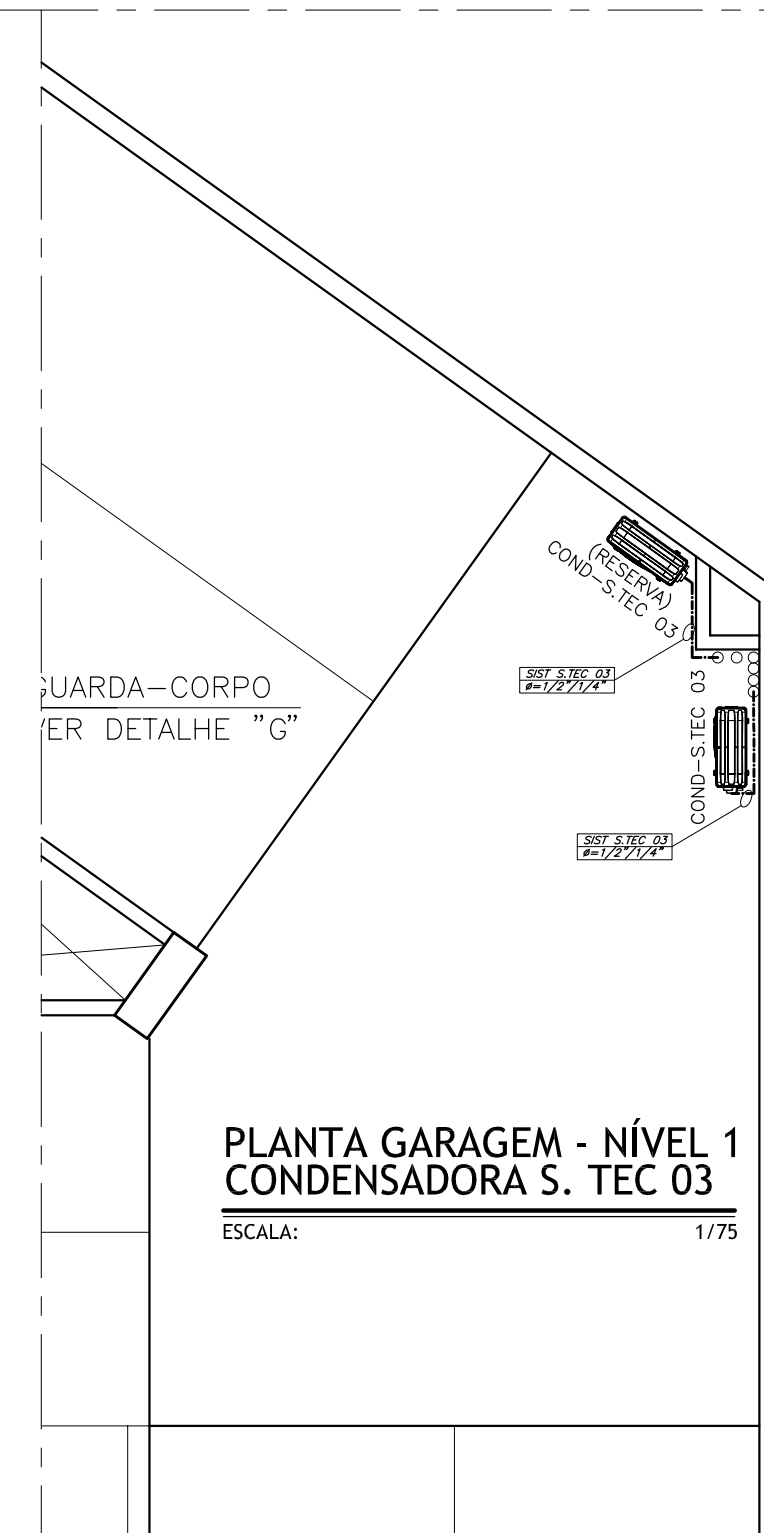 (RESERVA)
COND-S.TEC 03
SIST S.TEC 03
ø=1/2"/1/4"
COND-S.TEC 03
GUARDA-CORPO
VER DETALHE "G"
SIST S.TEC 03
ø=1/2"/1/4"
PLANTA GARAGEM - NÍVEL 1
CONDENSADORA S. TEC 03
ESCALA: 1/75